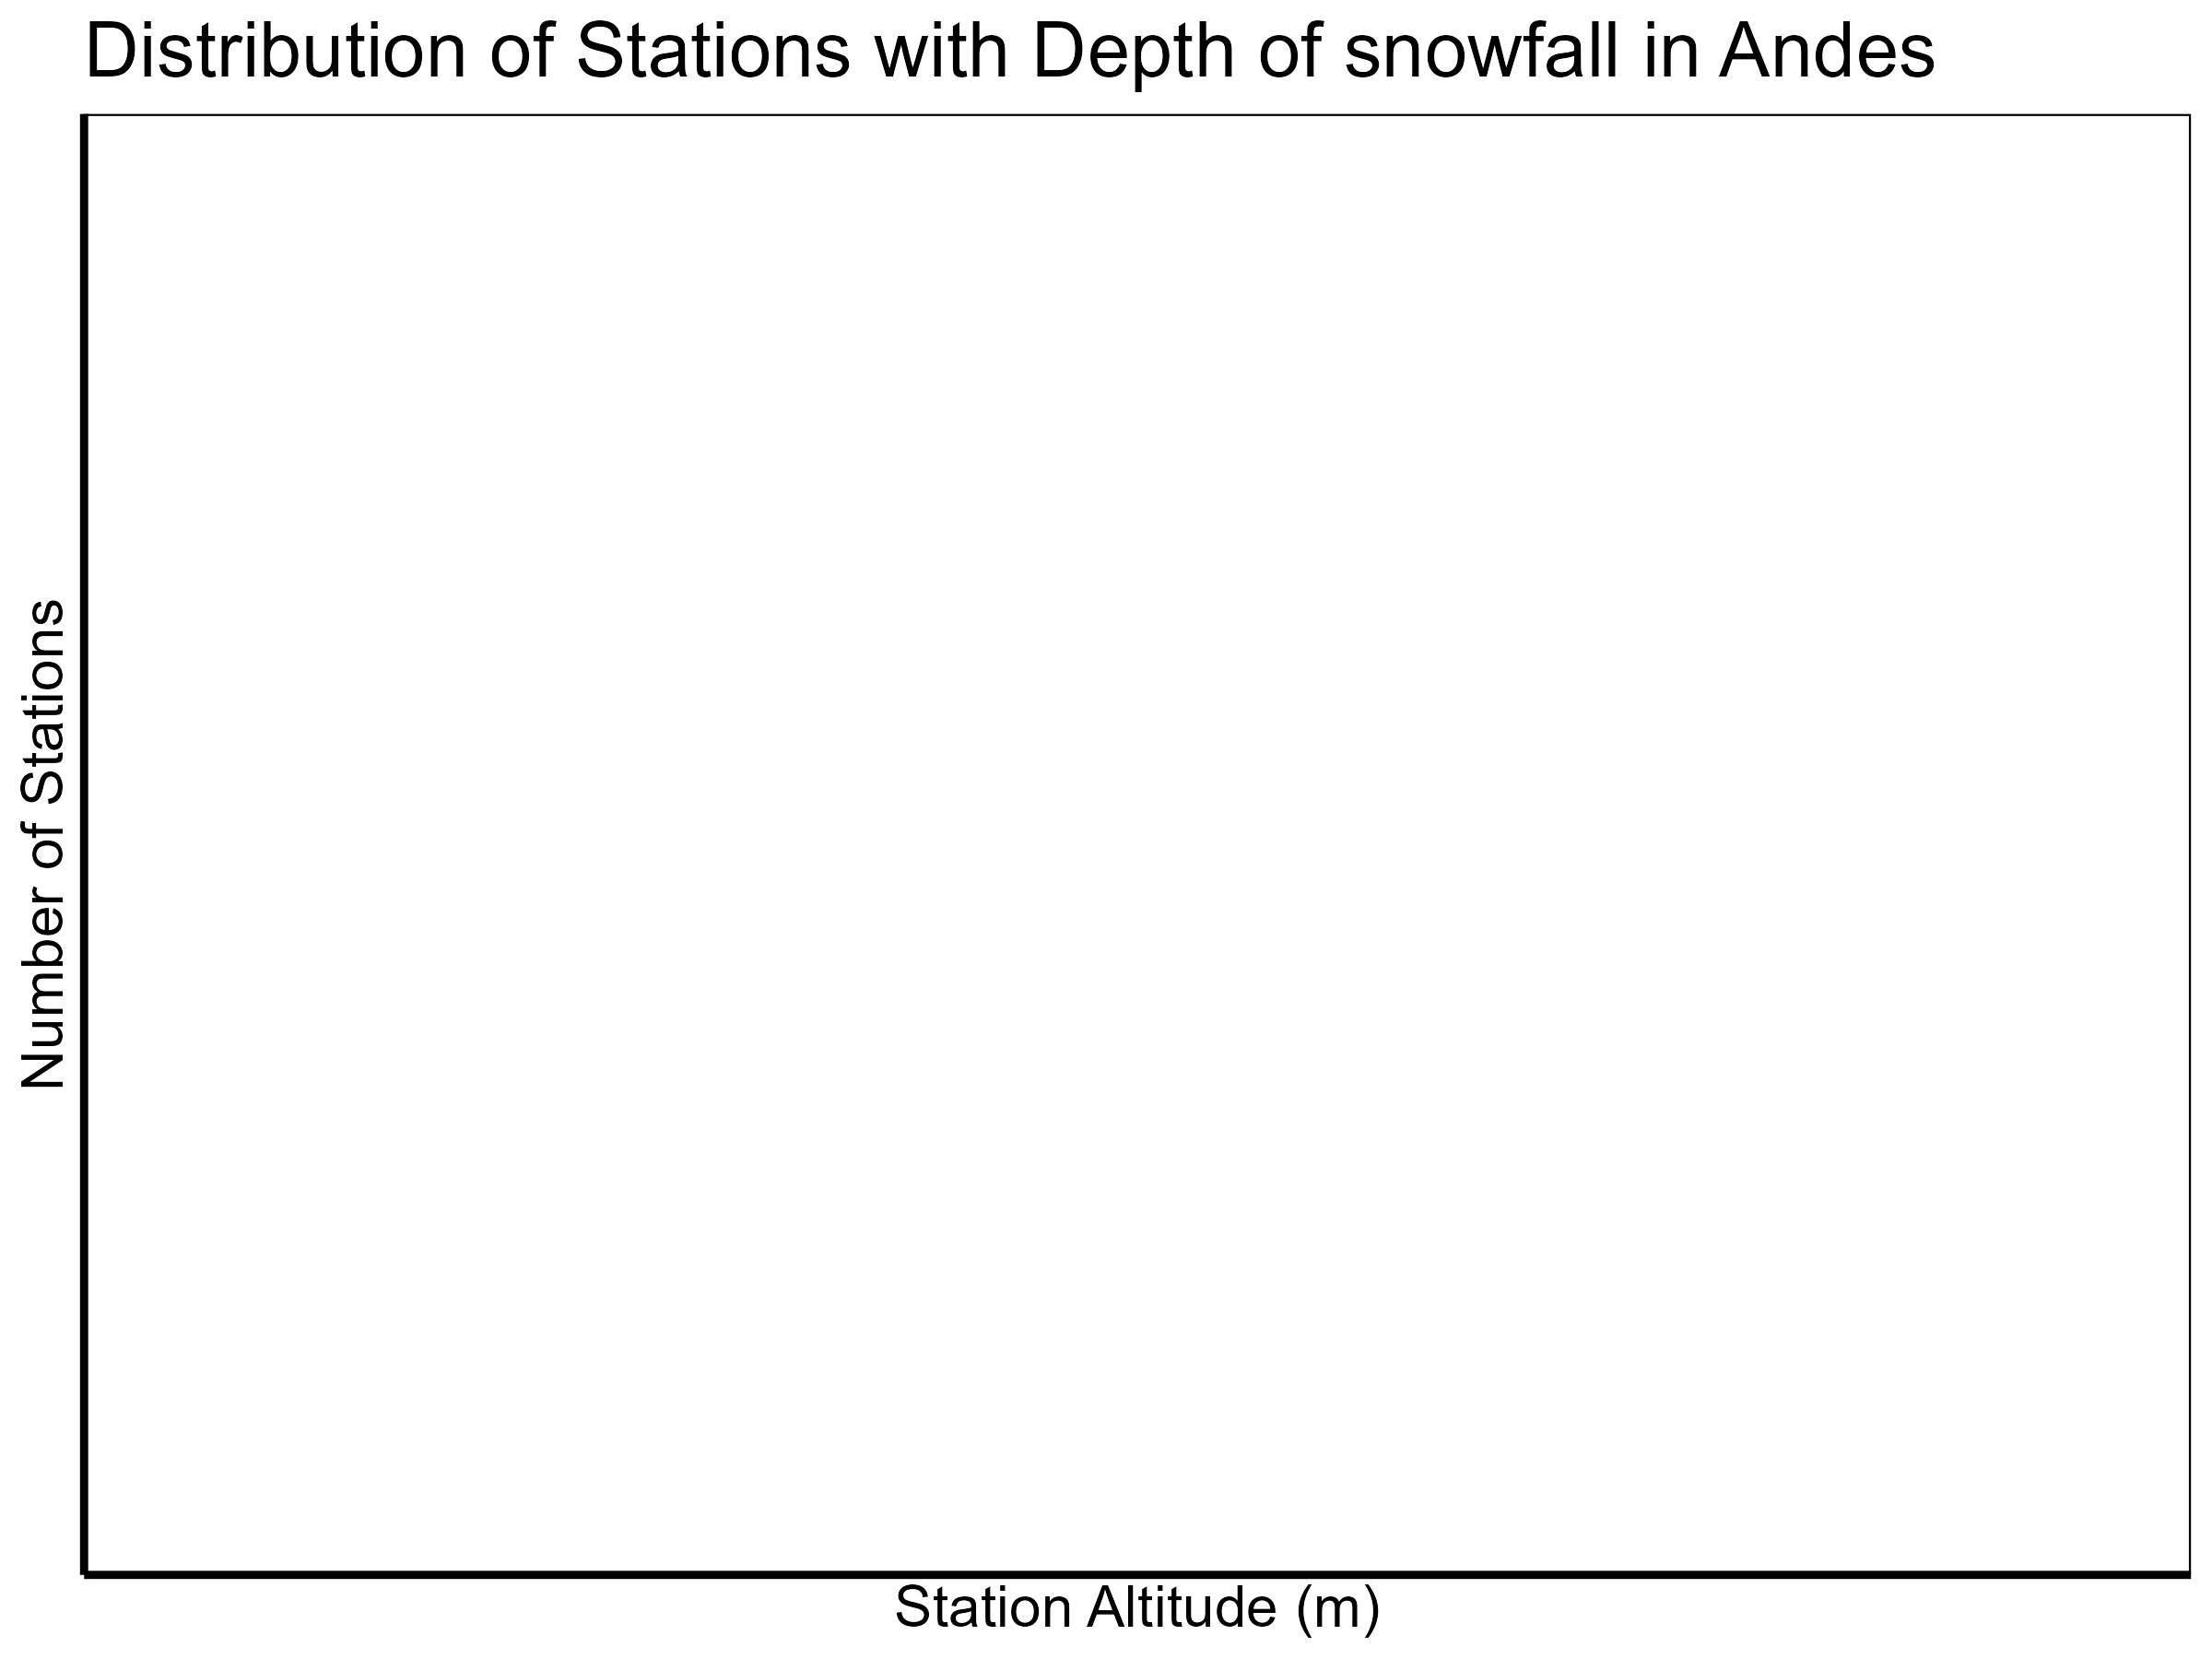 Distribution of Stations with Depth of snowfall in Andes
Number of Stations
Station Altitude (m)